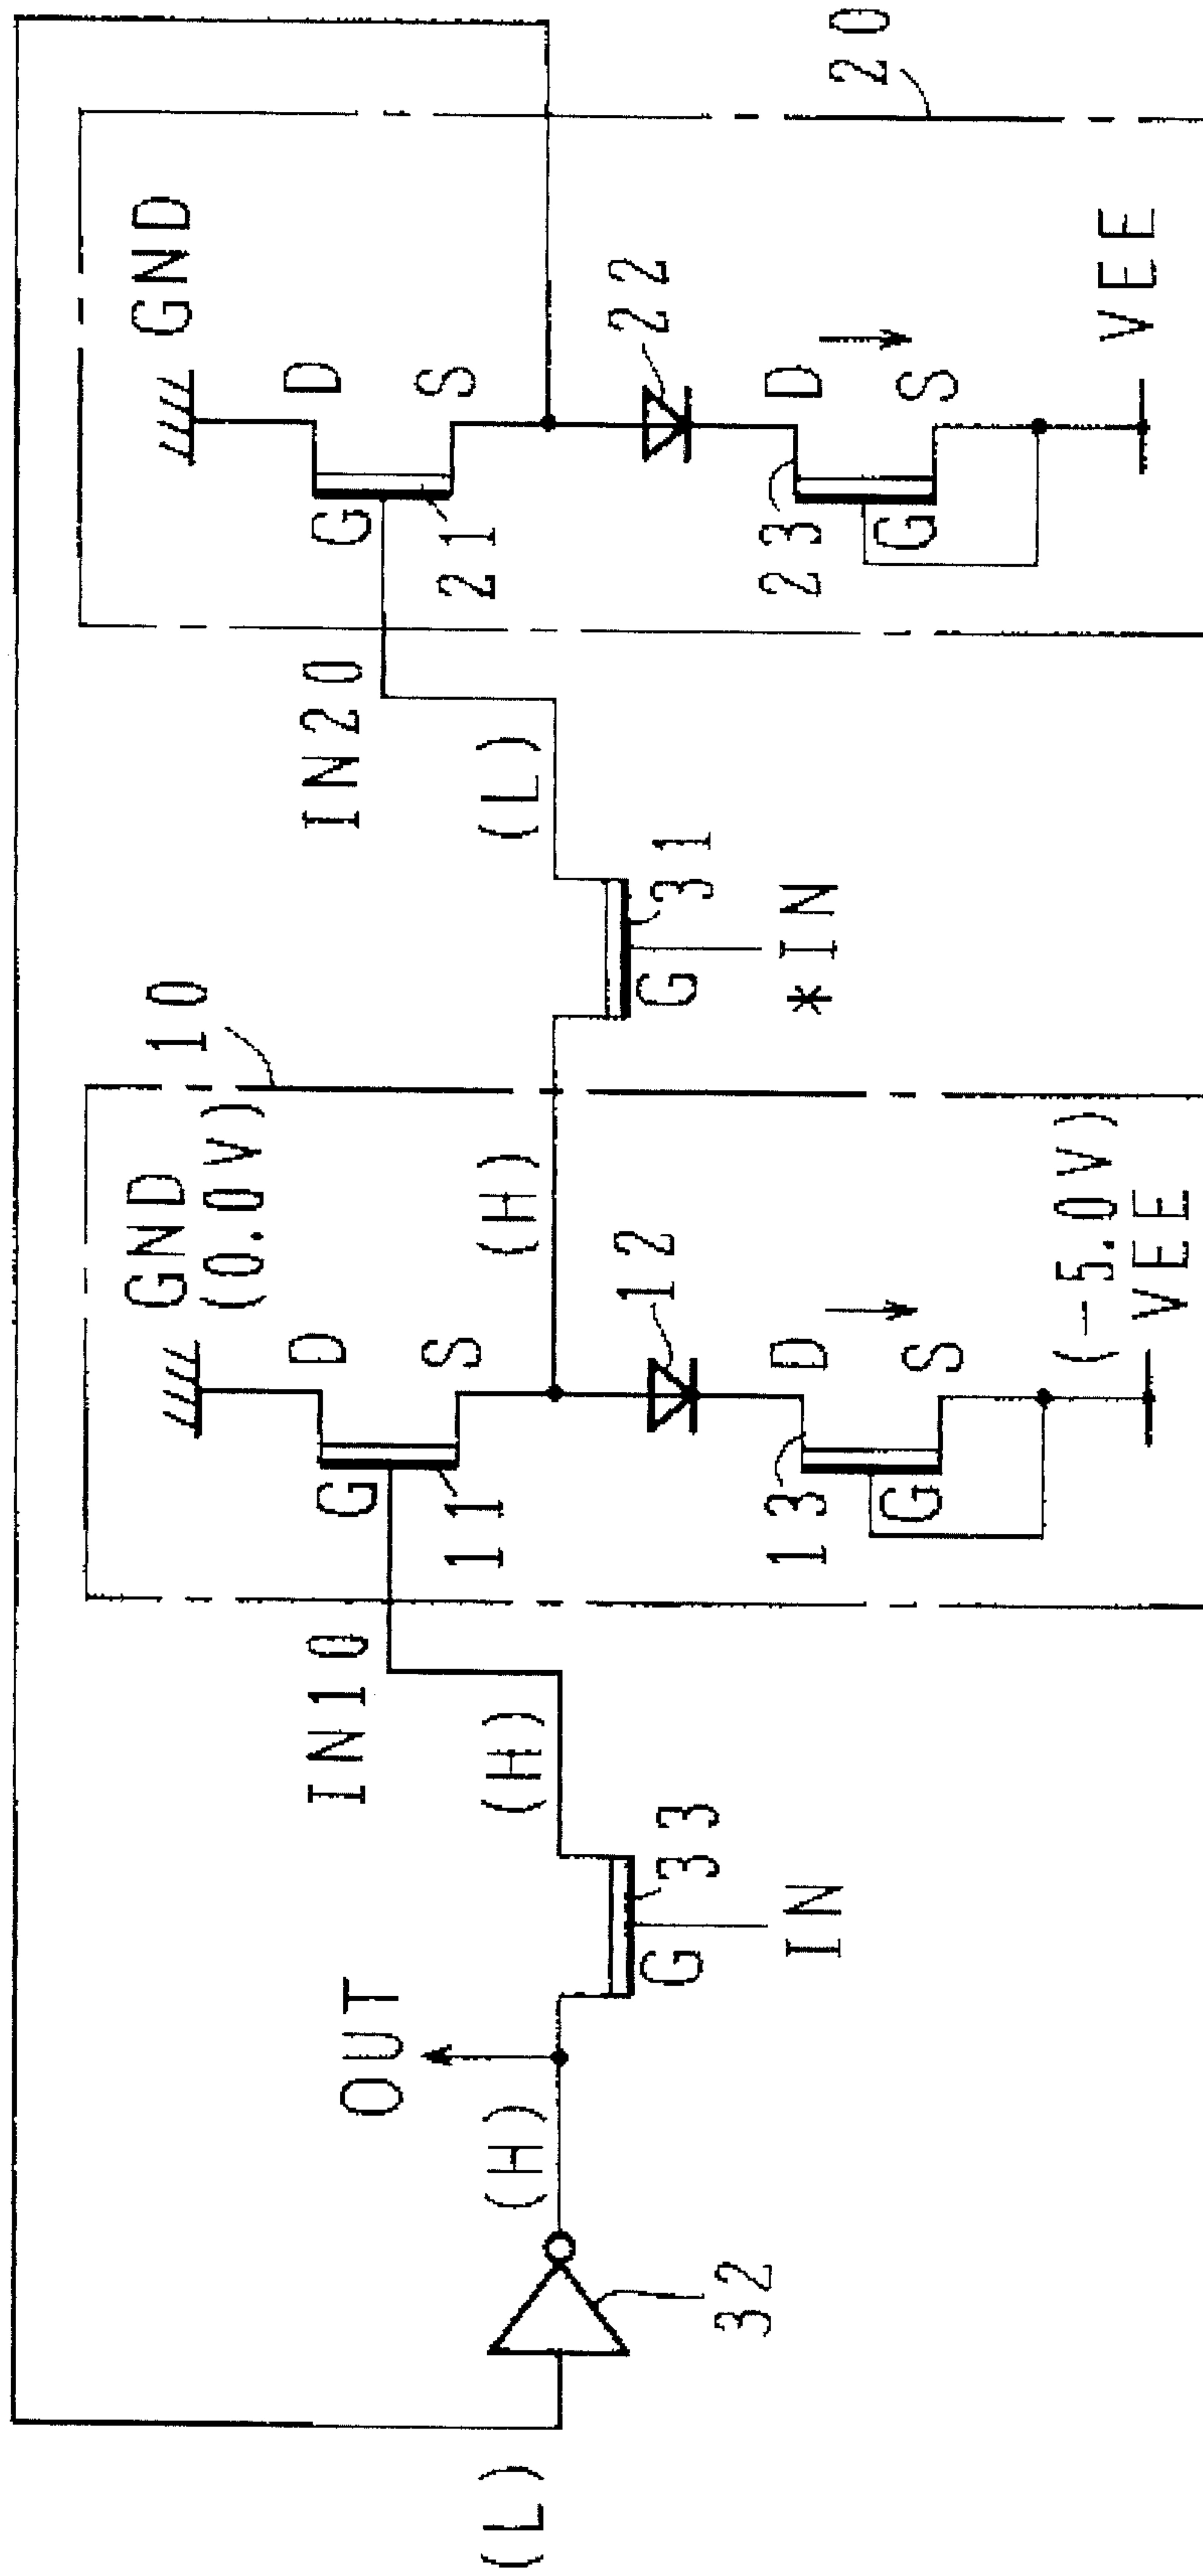 (L)
32
(H)
OUT
G
33
IN
(H)
IN10
10
GND
(0.0V)
D
G
S
11
12
D
13
S
G
(-5.0V)
VEE
(H)
G
31
*IN
(L)
IN20
GND
D
G
S
21
22
D
23
S
G
VEE
20